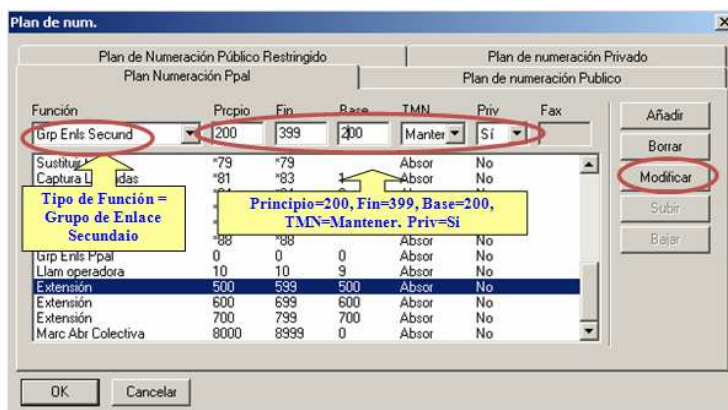 Plan de num.
Plan de Numeración Público Restringido
Plan de numeración Privado
Plan Numeración Ppal
Plan de numeración Publico
Función Prcpio Fin Base TMN Priv Fax
Grp Enls Secund 200 399 200 Manter Sí
Añadir
Borrar
Modificar
Subir
Bajar
Sustituir *79 *79 Absor No
Captura *81 *83 1 Absor No
Tipo de Función =
Grupo de Enlace
Secundaio
Principio=200, Fin=399, Base=200,
TMN=Mantener. Priv=Si
*88 *88 Absor No
Grp Enls Ppal 0 0 0 Absor No
Llam operadora 10 10 9 Absor No
Extensión 500 599 500 Absor No
Extensión 600 699 600 Absor No
Extensión 700 799 700 Absor No
Marc Abr Colectiva 8000 8999 0 Absor No
OK Cancelar